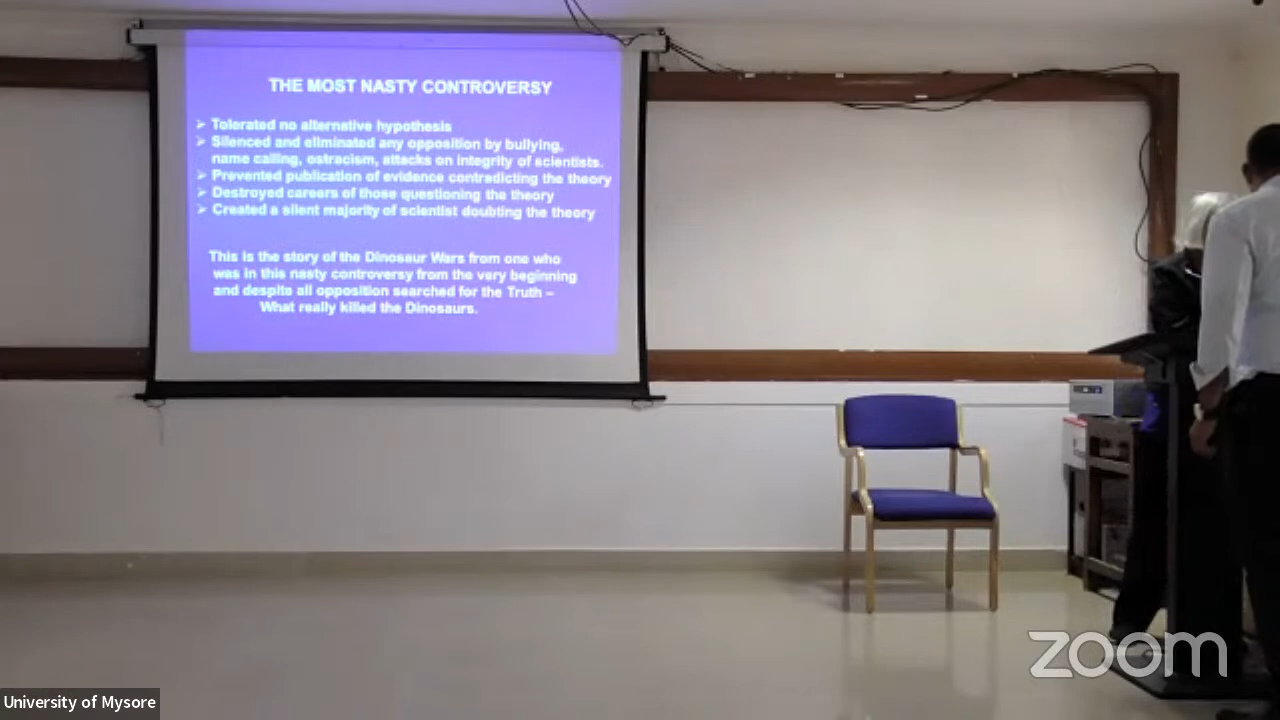 THE MOST NASTY CONTROVERSY
➢ Tolerated no alternative hypothesis
➢ Silenced and eliminated any opposition by bullying,
name calling, ostracism, attacks on integrity of scientists.
➢ Prevented publication of evidence contradicting the theory
➢ Destroyed careers of those questioning the theory
➢ Created a silent majority of scientist doubting the theory
This is the story of the Dinosaur Wars from one who
was in this nasty controversy from the very beginning
and despite all opposition searched for the Truth –
What really killed the Dinosaurs.
zoom
University of Mysore